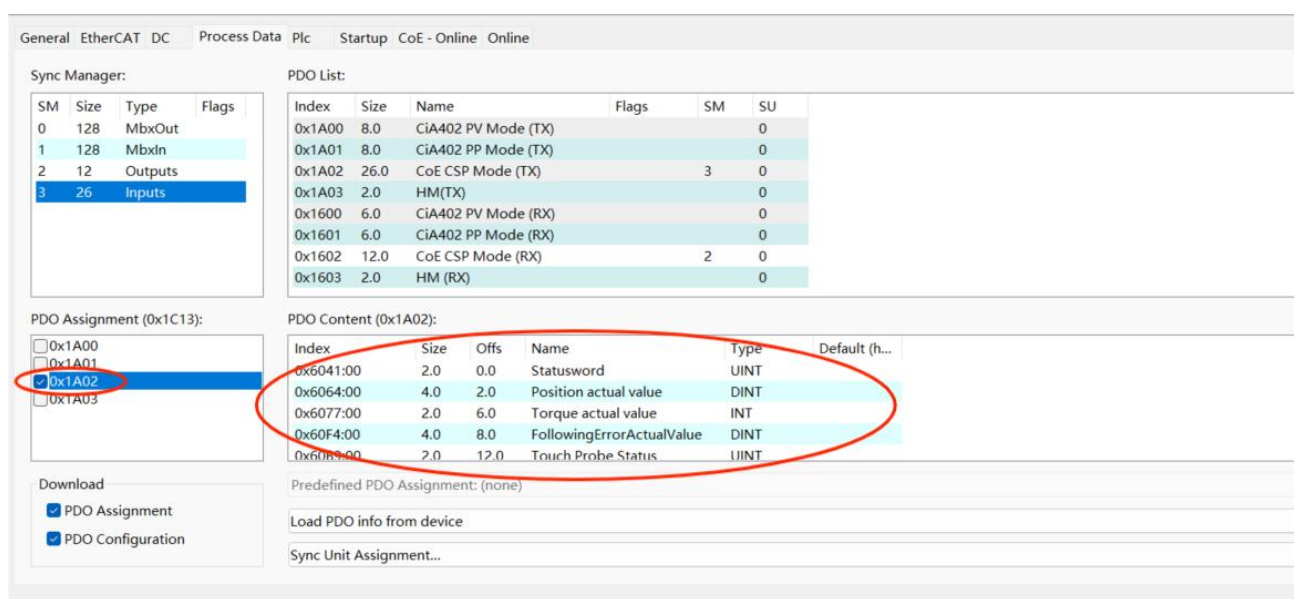 General EtherCAT DC Process Data Plc Startup CoE - Online Online
Sync Manager:
SM Size Type Flags
0 128 MbxOut
1 128 MbxIn
2 12 Outputs
3 26 Inputs
PDO List:
Index Size Name Flags SM SU
0x1A00 8.0 CiA402 PV Mode (TX) 0
0x1A01 8.0 CiA402 PP Mode (TX) 0
0x1A02 26.0 CoE CSP Mode (TX) 3 0
0x1A03 2.0 HM(TX) 0
0x1600 6.0 CiA402 PV Mode (RX) 0
0x1601 6.0 CiA402 PP Mode (RX) 0
0x1602 12.0 CoE CSP Mode (RX) 2 0
0x1603 2.0 HM (RX) 0
PDO Assignment (0x1C13):
0x1A00
0x1A01
0x1A02
0x1A03
PDO Content (0x1A02):
Index Size Offs Name Type Default (h...
0x6041:00 2.0 0.0 Statusword UINT
0x6064:00 4.0 2.0 Position actual value DINT
0x6077:00 2.0 6.0 Torque actual value INT
0x60F4:00 4.0 8.0 FollowingErrorActualValue DINT
0x60B9:00 2.0 12.0 Touch Probe Status UINT
Download
PDO Assignment
PDO Configuration
Predefined PDO Assignment: (none)
Load PDO info from device
Sync Unit Assignment...